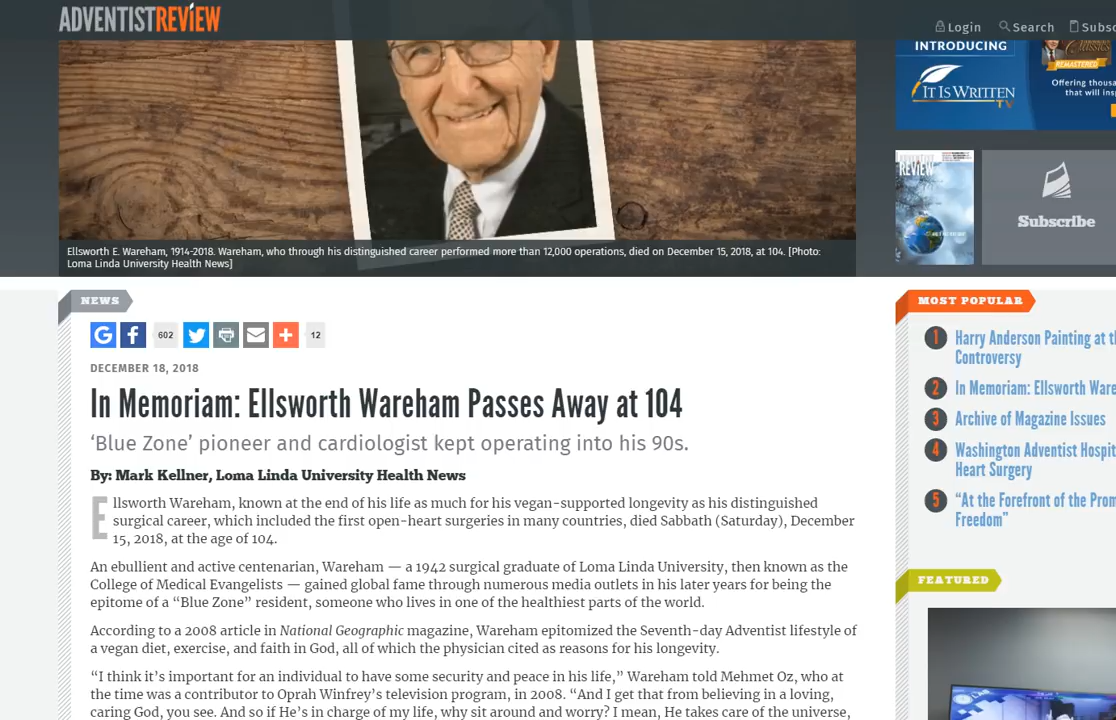 ADVENTISTREVIEW
Login Search
INTRODUCING
REMASTERED
IT IS WRITTEN
TV
Offering
that will
REVIEW
Subscribe
Ellsworth E. Wareham, 1914-2018. Wareham, who through his distinguished career performed more than 12,000 operations, died on December 15, 2018, at 104. [Photo:
Loma Linda University Health News]
NEWS
602
12
DECEMBER 18, 2018
In Memoriam: Ellsworth Wareham Passes Away at 104
‘Blue Zone’ pioneer and cardiologist kept operating into his 90s.
By: Mark Kellner, Loma Linda University Health News
Ellsworth Wareham, known at the end of his life as much for his vegan-supported longevity as his distinguished
surgical career, which included the first open-heart surgeries in many countries, died Sabbath (Saturday), December
15, 2018, at the age of 104.
An ebullient and active centenarian, Wareham — a 1942 surgical graduate of Loma Linda University, then known as the
College of Medical Evangelists — gained global fame through numerous media outlets in his later years for being the
epitome of a “Blue Zone” resident, someone who lives in one of the healthiest parts of the world.
According to a 2008 article in National Geographic magazine, Wareham epitomized the Seventh-day Adventist lifestyle of
a vegan diet, exercise, and faith in God, all of which the physician cited as reasons for his longevity.
“I think it’s important for an individual to have some security and peace in his life,” Wareham told Mehmet Oz, who at
the time was a contributor to Oprah Winfrey’s television program, in 2008. “And I get that from believing in a loving,
caring God, you see. And so if He’s in charge of my life, why sit around and worry? I mean, He takes care of the universe,
MOST POPULAR
1 Harry Anderson Painting at
Controversy
2 In Memoriam: Ellsworth
3 Archive of Magazine Issues
4 Washington Adventist
Heart Surgery
5 “At the Forefront of the
Freedom”
FEATURED